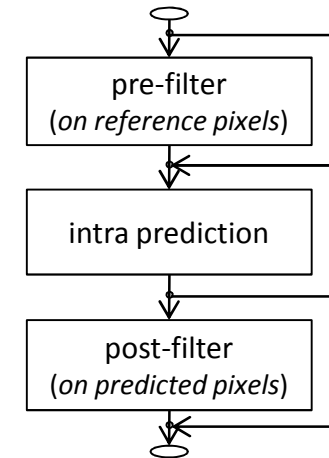 pre-filter
(on reference pixels)
intra prediction
post-filter
(on predicted pixels)